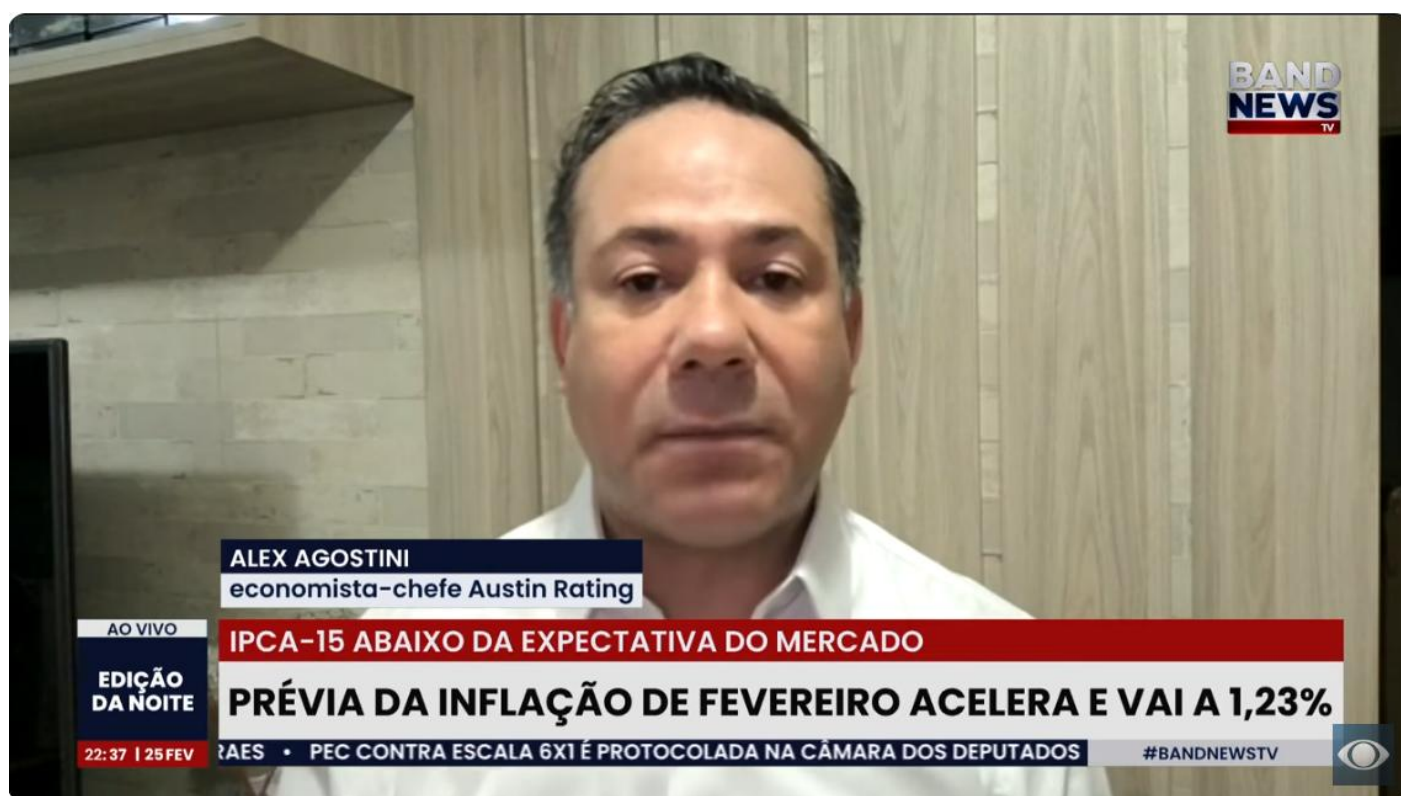 BAND
NEWS
TV
ALEX AGOSTINI
economista-chefe Austin Rating
AO VIVO
IPCA-15 ABAIXO DA EXPECTATIVA DO MERCADO
EDIÇÃO
DA NOITE
PRÉVIA DA INFLAÇÃO DE FEVEREIRO ACELERA E VAI A 1,23%
22:37 | 25 FEV
RAES • PEC CONTRA ESCALA 6X1 É PROTOCOLADA NA CÂMARA DOS DEPUTADOS
#BANDNEWSTV